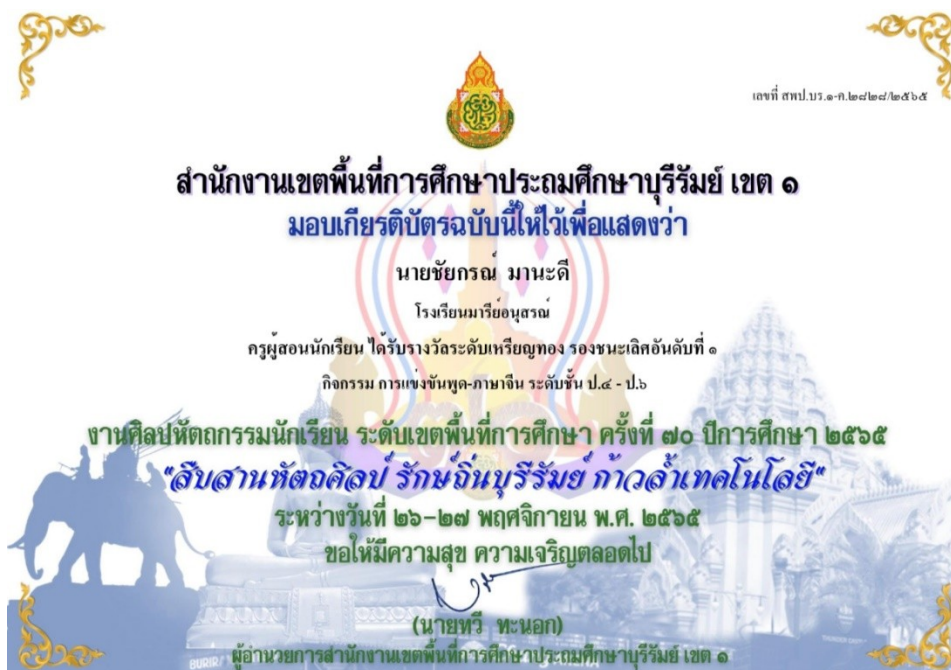 เลขที่ สพป.บร.๑-ค.๒๘๒๘/๒๕๖๕
สำนักงานเขตพื้นที่การศึกษาประถมศึกษาบุรีรัมย์ เขต ๑
มอบเกียรติบัตรฉบับนี้ให้ไว้เพื่อแสดงว่า
นายชัยกรณ์ มานะดี
โรงเรียนมารีย์อนุสรณ์
ครูผู้สอนนักเรียน ได้รับรางวัลระดับเหรียญทอง รองชนะเลิศอันดับที่ ๑
กิจกรรม การแข่งขันพูด-ภาษาจีน ระดับชั้น ป.๔ - ป.๖
งานศิลปหัตถกรรมนักเรียน ระดับเขตพื้นที่การศึกษา ครั้งที่ ๗๐ ปีการศึกษา ๒๕๖๕
"สืบสานหัตถศิลป์ รักษ์ถิ่นบุรีรัมย์ ก้าวล้ำเทคโนโลยี"
ระหว่างวันที่ ๒๖-๒๗ พฤศจิกายน พ.ศ. ๒๕๖๕
ขอให้มีความสุข ความเจริญตลอดไป
(นายทวี ทะนอก)
ผู้อำนวยการสำนักงานเขตพื้นที่การศึกษาประถมศึกษาบุรีรัมย์ เขต ๑